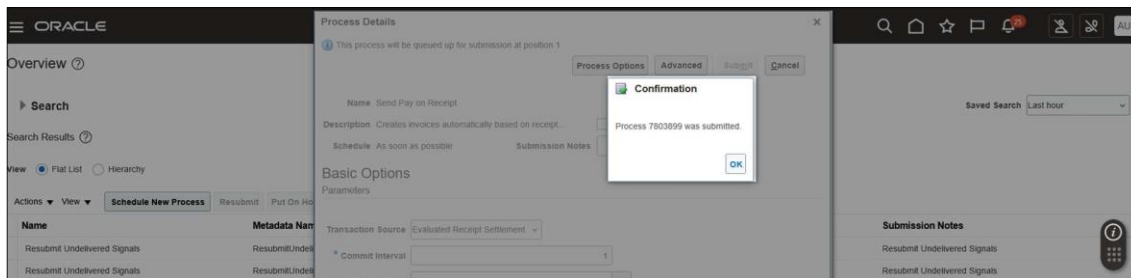 ORACLE
25
AU
Overview
Search
Saved Search Last hour
Search Results
View Flat List Hierarchy
Actions View Schedule New Process Resubmit Put On Ho
Name Metadata Nam Submission Notes
Resubmit Undelivered Signals ResubmitUndeli Resubmit Undelivered Signals
Resubmit Undelivered Signals ResubmitUndeli Resubmit Undelivered Signals
Process Details
This process will be queued up for submission at position 1
Process Options Advanced Submit Cancel
Name Send Pay on Receipt
Description Creates invoices automatically based on receipt...
Schedule As soon as possible Submission Notes
Basic Options
Parameters
Transaction Source Evaluated Receipt Settlement
* Commit Interval 1
Confirmation
Process 7803899 was submitted.
OK